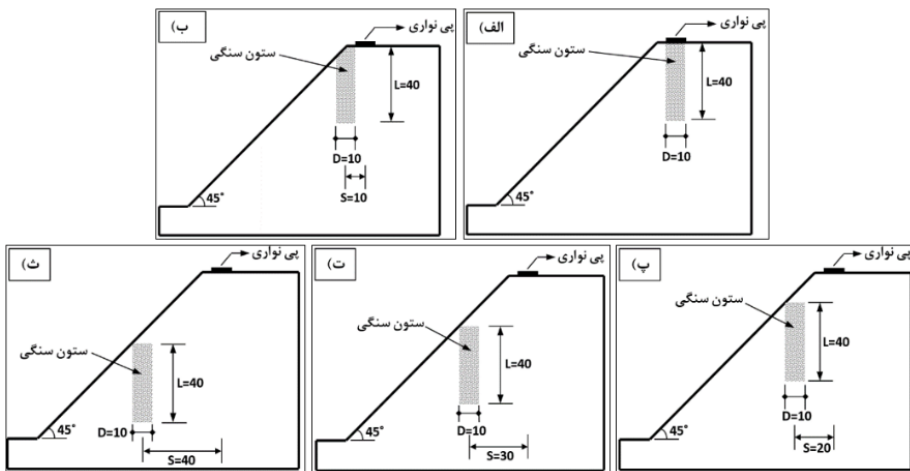 الف)
پی نواری
ستون سنگی
L=40
D=10
45°
ب)
پی نواری
ستون سنگی
L=40
D=10
S=10
45°
پ)
پی نواری
ستون سنگی
L=40
D=10
S=20
45°
ت)
پی نواری
ستون سنگی
L=40
D=10
S=30
45°
ث)
پی نواری
ستون سنگی
L=40
D=10
S=40
45°